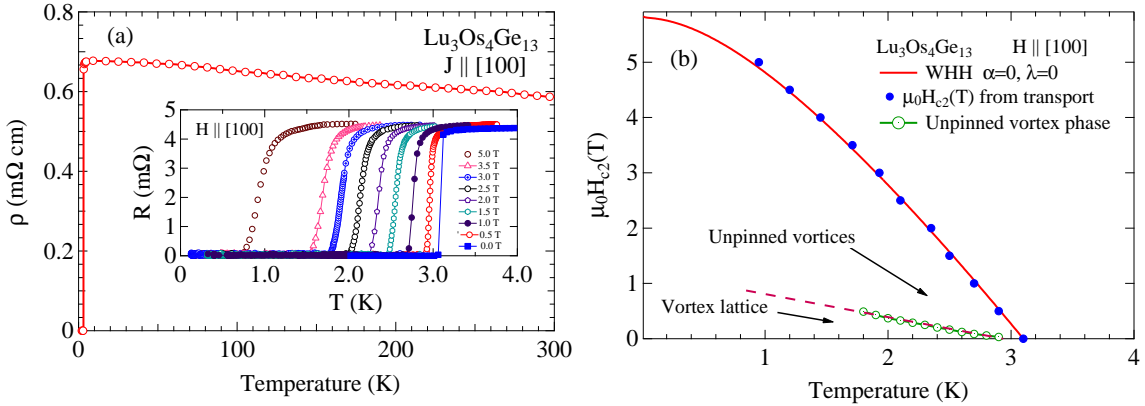 (a)
Lu₃Os₄Ge₁₃
J || [100]
ρ (mΩ cm)
0.8
0.6
0.4
0.2
0
0
100
200
300
Temperature (K)
H || [100]
R (mΩ)
5
4
3
2
1
0
1.0
2.0
3.0
4.0
T (K)
5.0 T
3.5 T
3.0 T
2.5 T
2.0 T
1.5 T
1.0 T
0.5 T
0.0 T
(b)
Lu₃Os₄Ge₁₃ H || [100]
WHH α=0, λ=0
μ₀H꜀₂(T) from transport
Unpinned vortex phase
μ₀H꜀₂(T)
5
4
3
2
1
0
Unpinned vortices
Vortex lattice
1
2
3
4
Temperature (K)